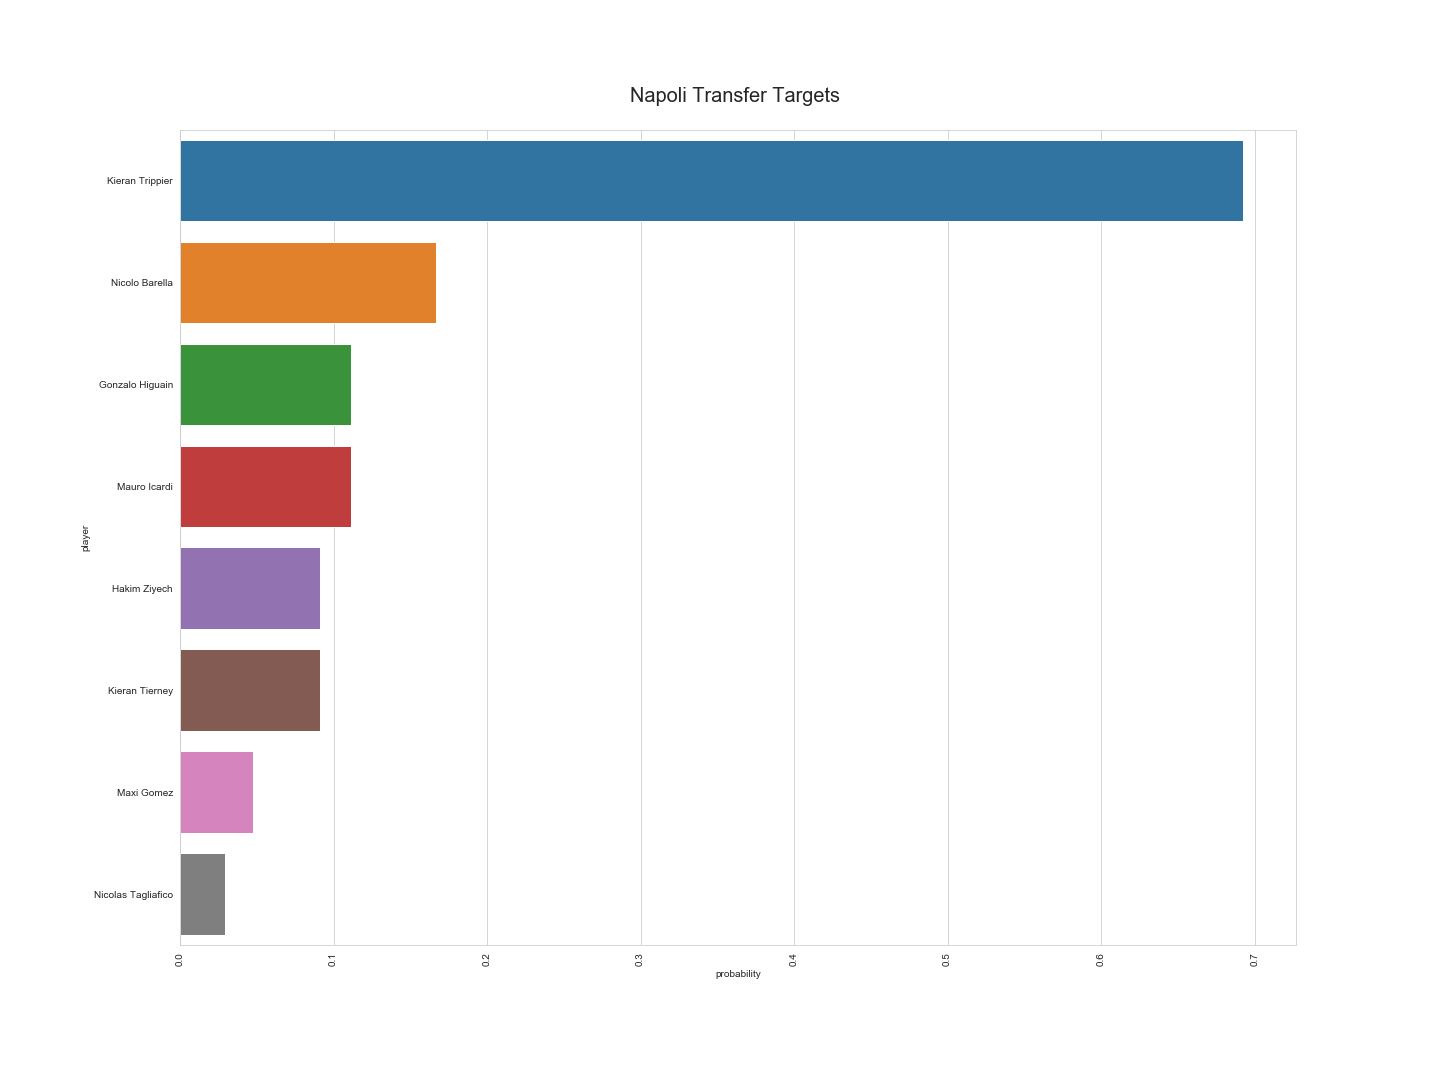 Napoli Transfer Targets
Kieran Trippier
Nicolo Barella
Gonzalo Higuain
Mauro Icardi
Hakim Ziyech
Kieran Tierney
Maxi Gomez
Nicolas Tagliafico
player
0.0
0.1
0.2
0.3
0.4
0.5
0.6
0.7
probability